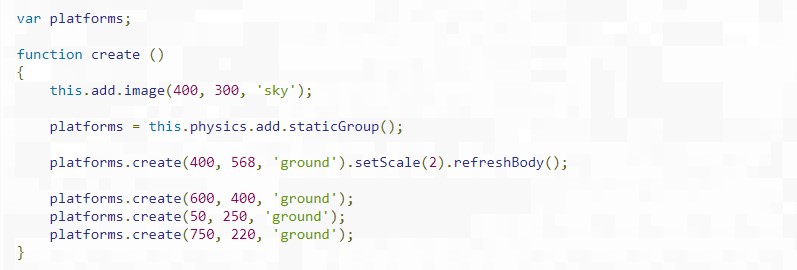 var platforms;
function create ()
{
    this.add.image(400, 300, 'sky');
    platforms = this.physics.add.staticGroup();
    platforms.create(400, 568, 'ground').setScale(2).refreshBody();
    platforms.create(600, 400, 'ground');
    platforms.create(50, 250, 'ground');
    platforms.create(750, 220, 'ground');
}